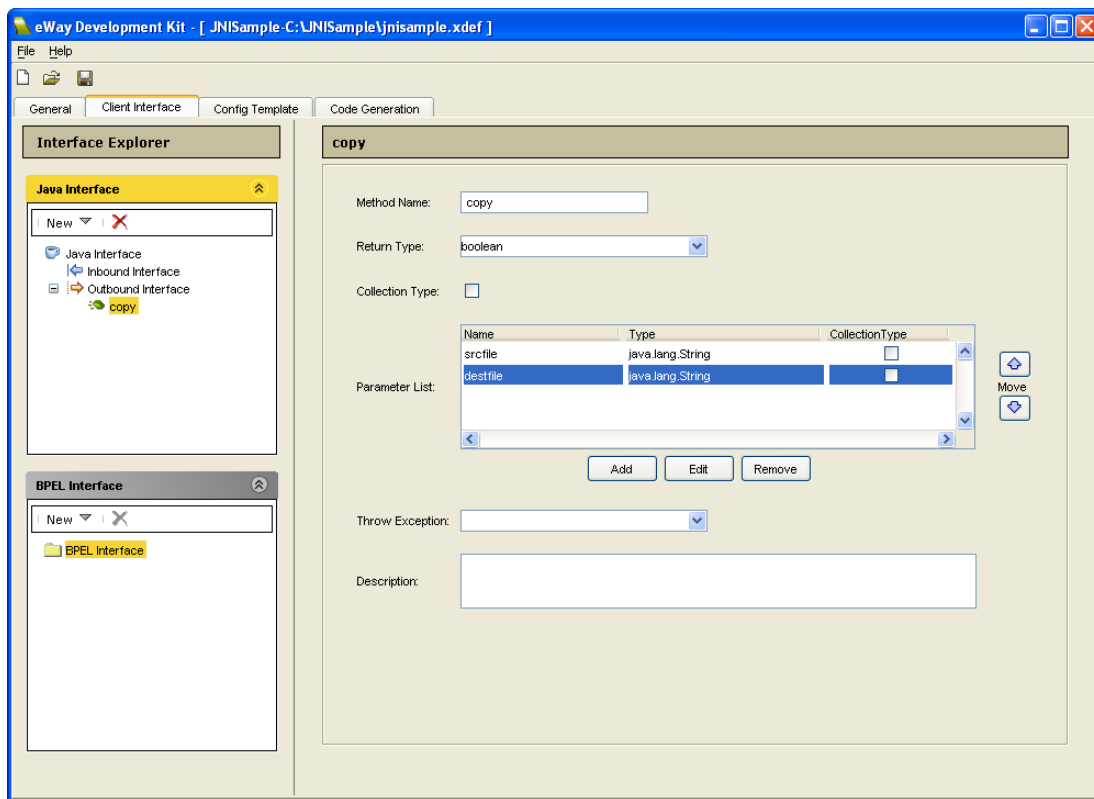 eWay Development Kit - [ JNISample-C:\JNISample\jnisample.xdef ]
File Help
General Client Interface Config Template Code Generation
Interface Explorer
Java Interface
New
Java Interface
Inbound Interface
Outbound Interface
copy
BPEL Interface
New
BPEL Interface
copy
Method Name: copy
Return Type: boolean
Collection Type:
Parameter List:
Name Type CollectionType
srcfile java.lang.String
destfile java.lang.String
Move
Add Edit Remove
Throw Exception:
Description: